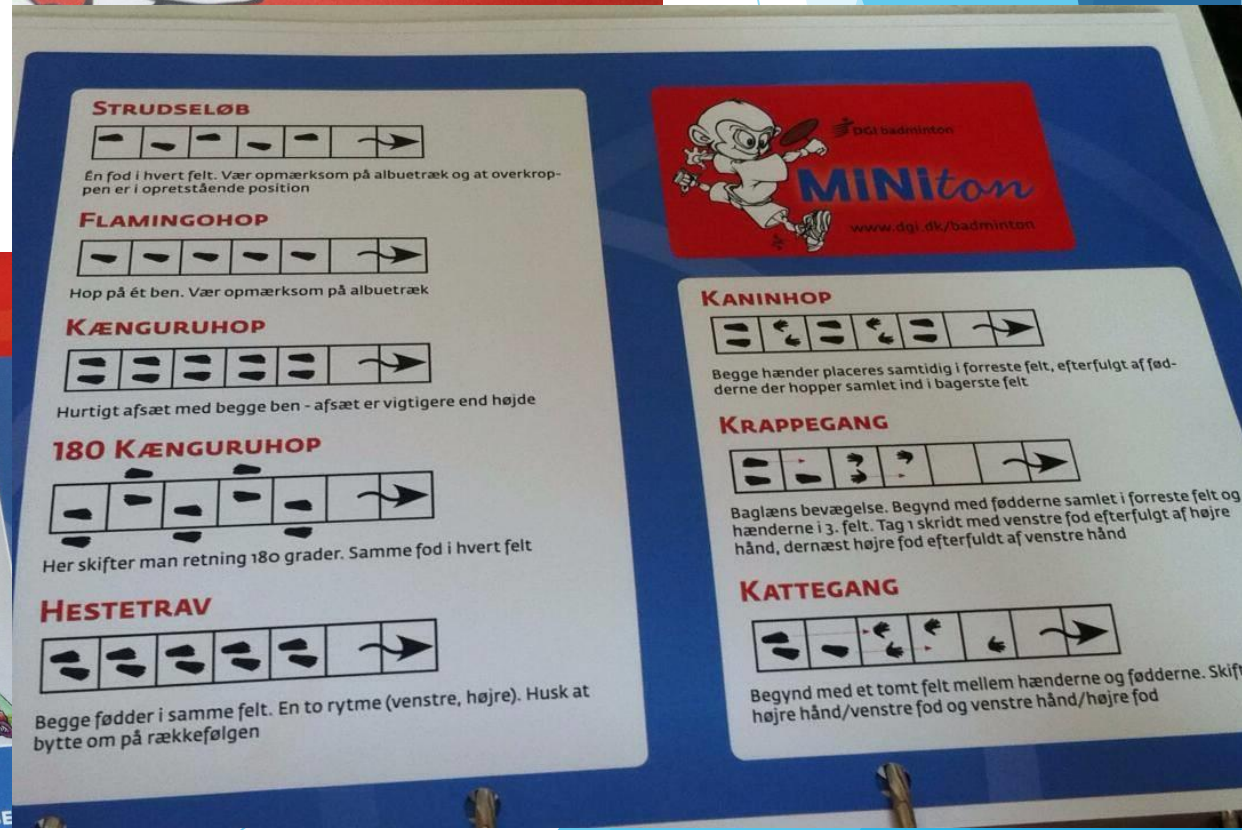 STRUDSELØB
Én fod i hvert felt. Vær opmærksom på albuetræk og at overkrop-
pen er i opretstående position
FLAMINGOHOP
Hop på ét ben. Vær opmærksom på albuetræk
KÆNGURUHOP
Hurtigt afsæt med begge ben - afsæt er vigtigere end højde
180 KÆNGURUHOP
Her skifter man retning 180 grader. Samme fod i hvert felt
HESTETRAV
Begge fødder i samme felt. En to rytme (venstre, højre). Husk at
bytte om på rækkefølgen
DGI badminton
MiNiton
www.dgi.dk/badminton
KANINHOP
Begge hænder placeres samtidig i forreste felt, efterfulgt af fød-
derne der hopper samlet ind i bagerste felt
KRAPPEGANG
Baglæns bevægelse. Begynd med fødderne samlet i forreste felt og
hænderne i 3. felt. Tag 1 skridt med venstre fod efterfulgt af højre
hånd, dernæst højre fod efterfuldt af venstre hånd
KATTEGANG
Begynd med et tomt felt mellem hænderne og fødderne. Skift
højre hånd/venstre fod og venstre hånd/højre fod